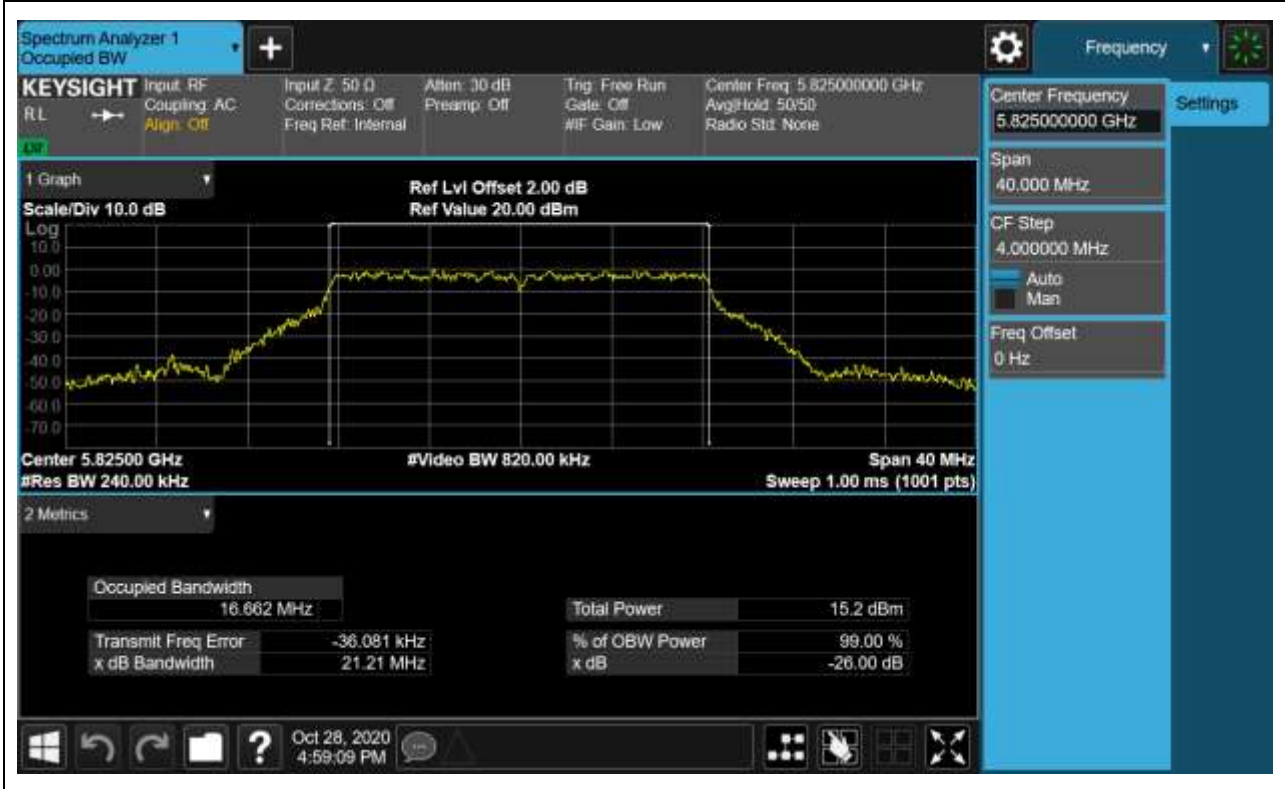 Spectrum Analyzer 1
Occupied BW
+
Frequency
KEYSIGHT
RL
Input: RF
Coupling: AC
Align: Off
Input Z: 50 Ω
Corrections: Off
Freq Ref: Internal
Atten: 30 dB
Preamp: Off
Trig: Free Run
Gate: Off
#IF Gain: Low
Center Freq: 5.825000000 GHz
Avg|Hold: 50/50
Radio Std: None
Center Frequency
5.825000000 GHz
Settings
Span
40.000 MHz
CF Step
4.000000 MHz
Auto
Man
Freq Offset
0 Hz
1 Graph
Scale/Div 10.0 dB
Ref Lvl Offset 2.00 dB
Ref Value 20.00 dBm
Log
10.0
0.00
-10.0
-20.0
-30.0
-40.0
-50.0
-60.0
-70.0
Center 5.82500 GHz
#Res BW 240.00 kHz
#Video BW 820.00 kHz
Span 40 MHz
Sweep 1.00 ms (1001 pts)
2 Metrics
Occupied Bandwidth
16.662 MHz
Transmit Freq Error -36.081 kHz
x dB Bandwidth 21.21 MHz
Total Power 15.2 dBm
% of OBW Power 99.00 %
x dB -26.00 dB
?
Oct 28, 2020
4:59:09 PM